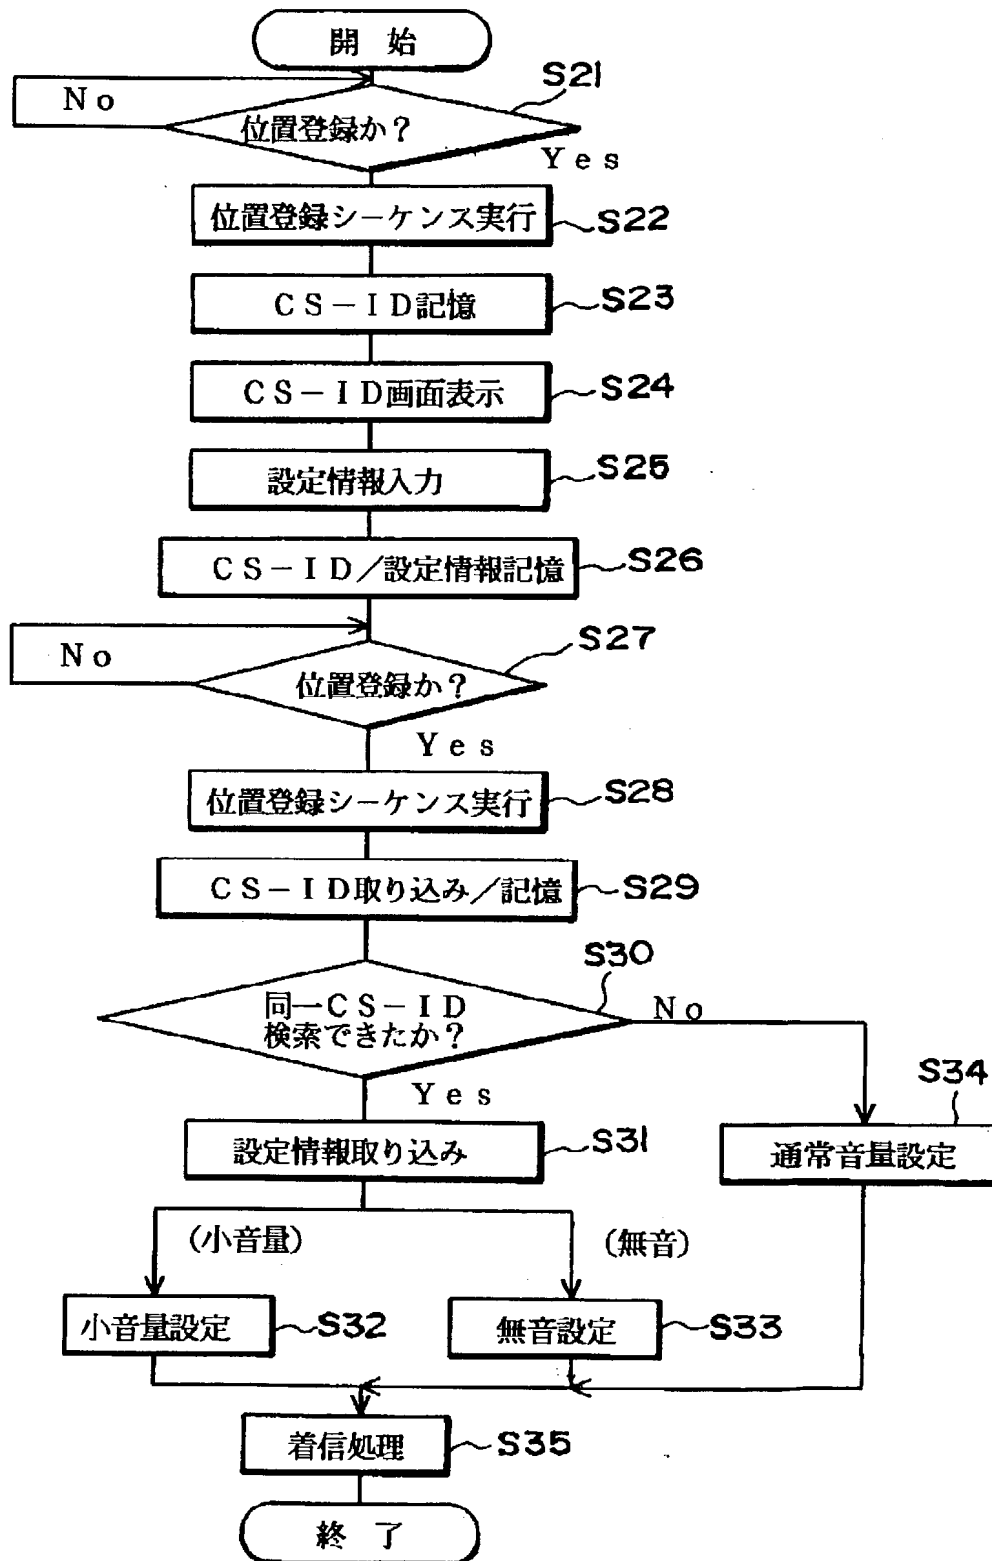 開 始
No
S21
位置登録か？
Yes
位置登録シーケンス実行
S22
CS－ID記憶
S23
CS－ID画面表示
S24
設定情報入力
S25
CS－ID／設定情報記憶
S26
No
S27
位置登録か？
Yes
位置登録シーケンス実行
S28
CS－ID取り込み／記憶
S29
S30
同一CS－ID
検索できたか？
No
Yes
S34
設定情報取り込み
S31
通常音量設定
(小音量)
(無音)
小音量設定
S32
無音設定
S33
着信処理
S35
終 了